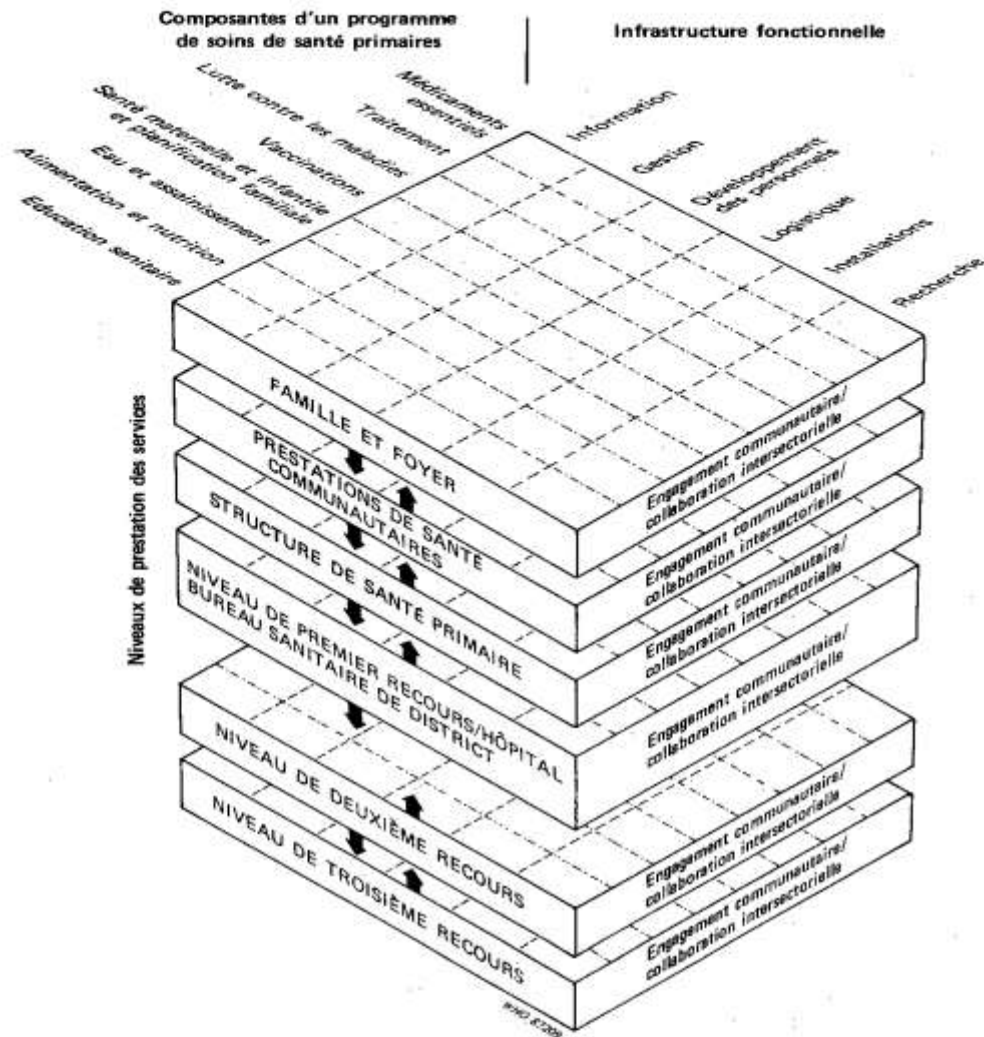 Composantes d'un programme
de soins de santé primaires
Infrastructure fonctionnelle
Education sanitaire
Alimentation et nutrition
Eau et assainissement
Santé maternelle et infantile
et planification familiale
Vaccinations
Lutte contre les maladies
Traitement
Médicaments
essentiels
Information
Gestion
Développement
des personnels
Logistique
Installations
Recherche
Niveaux de prestation des services
FAMILLE ET FOYER
Engagement communautaire/
collaboration intersectorielle
PRESTATIONS DE SANTÉ
COMMUNAUTAIRES
Engagement communautaire/
collaboration intersectorielle
STRUCTURE DE SANTÉ PRIMAIRE
Engagement communautaire/
collaboration intersectorielle
NIVEAU DE PREMIER RECOURS/HÔPITAL
BUREAU SANITAIRE DE DISTRICT
Engagement communautaire/
collaboration intersectorielle
NIVEAU DE DEUXIÈME RECOURS
Engagement communautaire/
collaboration intersectorielle
NIVEAU DE TROISIÈME RECOURS
Engagement communautaire/
collaboration intersectorielle
WHO